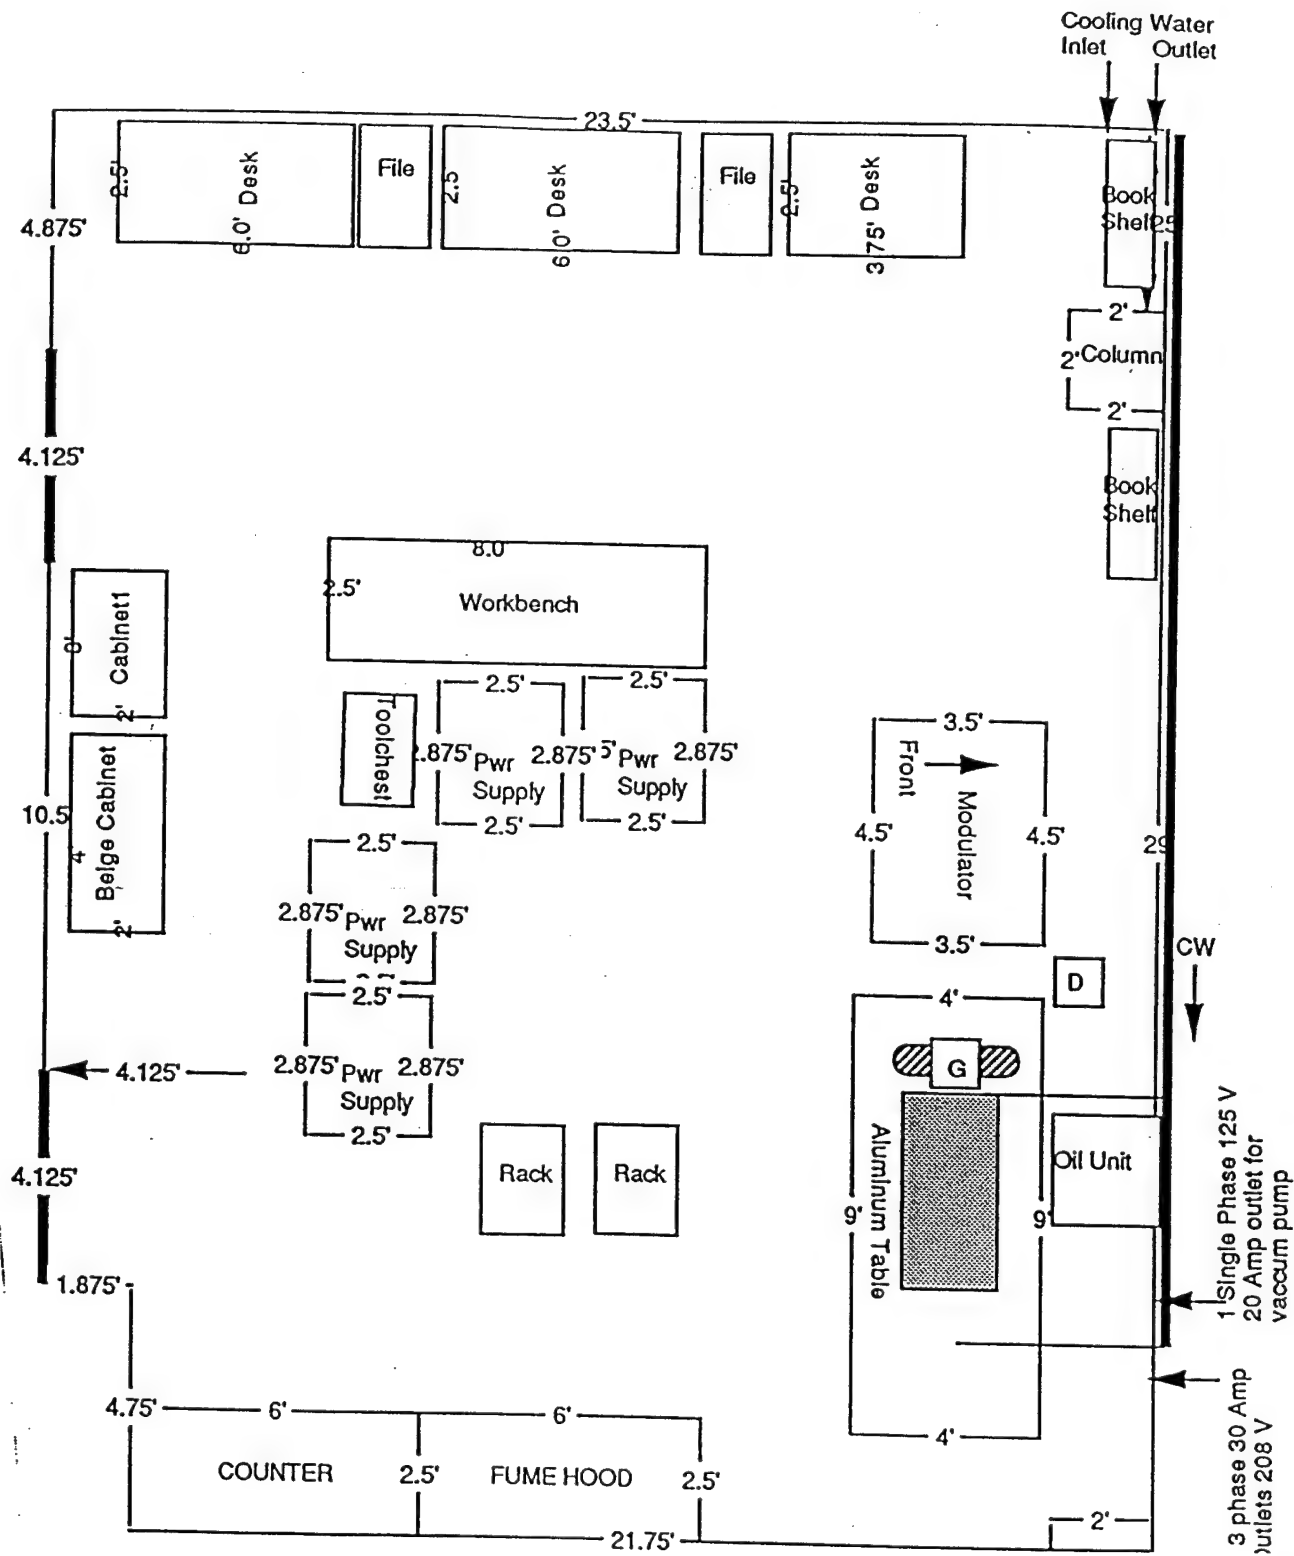 Cooling Water
Inlet Outlet
23.5'
2.5'
6.0' Desk
File
2.5
6.0' Desk
File
2.5'
3.75' Desk
Book
Shelf
25
4.875'
2'
2' Column
2'
4.125'
Book
Shelf
8.0
2.5'
Workbench
Cabinet1
2'
Toolchest
2.5'
2.875' Pwr 2.875'
Supply
2.5'
2.5'
5' Pwr 2.875'
Supply
2.5'
3.5'
Front
Modulator
4.5' 4.5'
3.5'
29
10.5
Beige Cabinet
4
2'
2.5'
2.875' Pwr 2.875'
Supply
2.5'
2.875' Pwr 2.875'
Supply
2.5'
CW
D
4'
G
4.125'
Aluminum Table
9' 9'
4'
Oil Unit
Rack
Rack
4.125'
1.875'
1 Single Phase 125 V
20 Amp outlet for
vaccum pump
4.75' 6' 6'
COUNTER 2.5' FUME HOOD 2.5'
21.75'
2'
3 phase 30 Amp
outlets 208 V